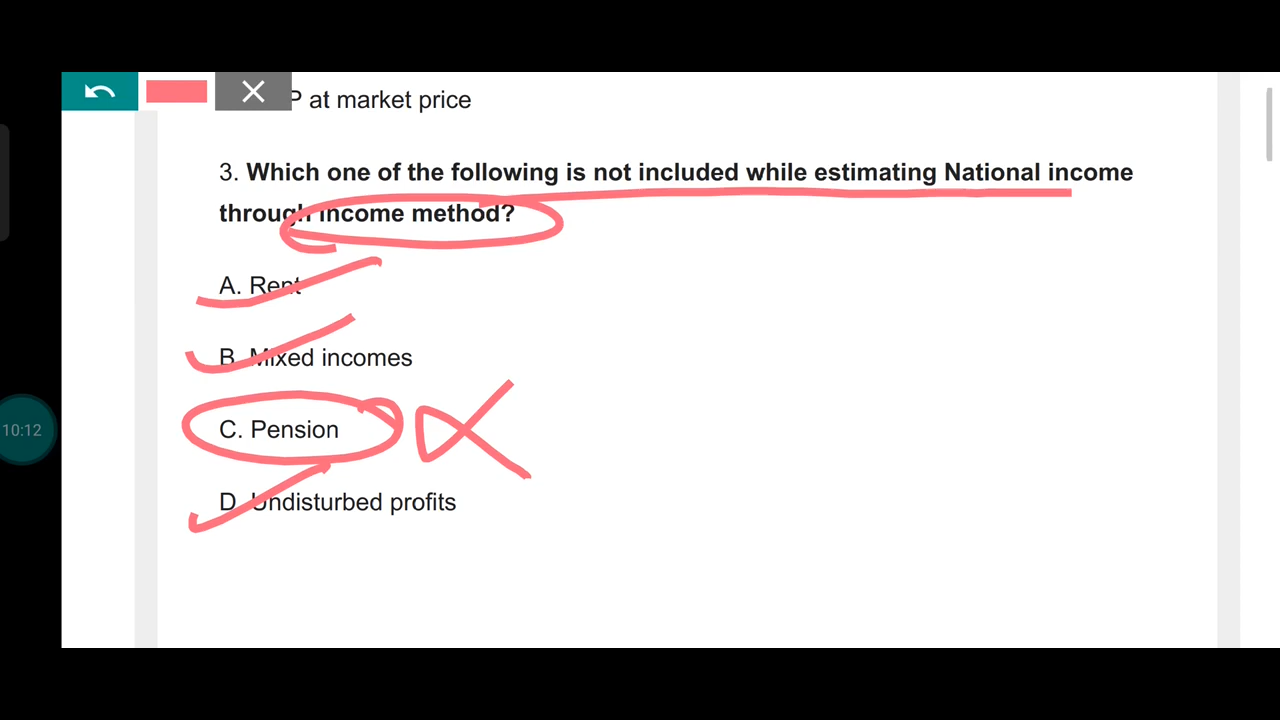 P at market price
3. Which one of the following is not included while estimating National income
through income method?
A. Rent
B. Mixed incomes
C. Pension
10:12
D. Undisturbed profits